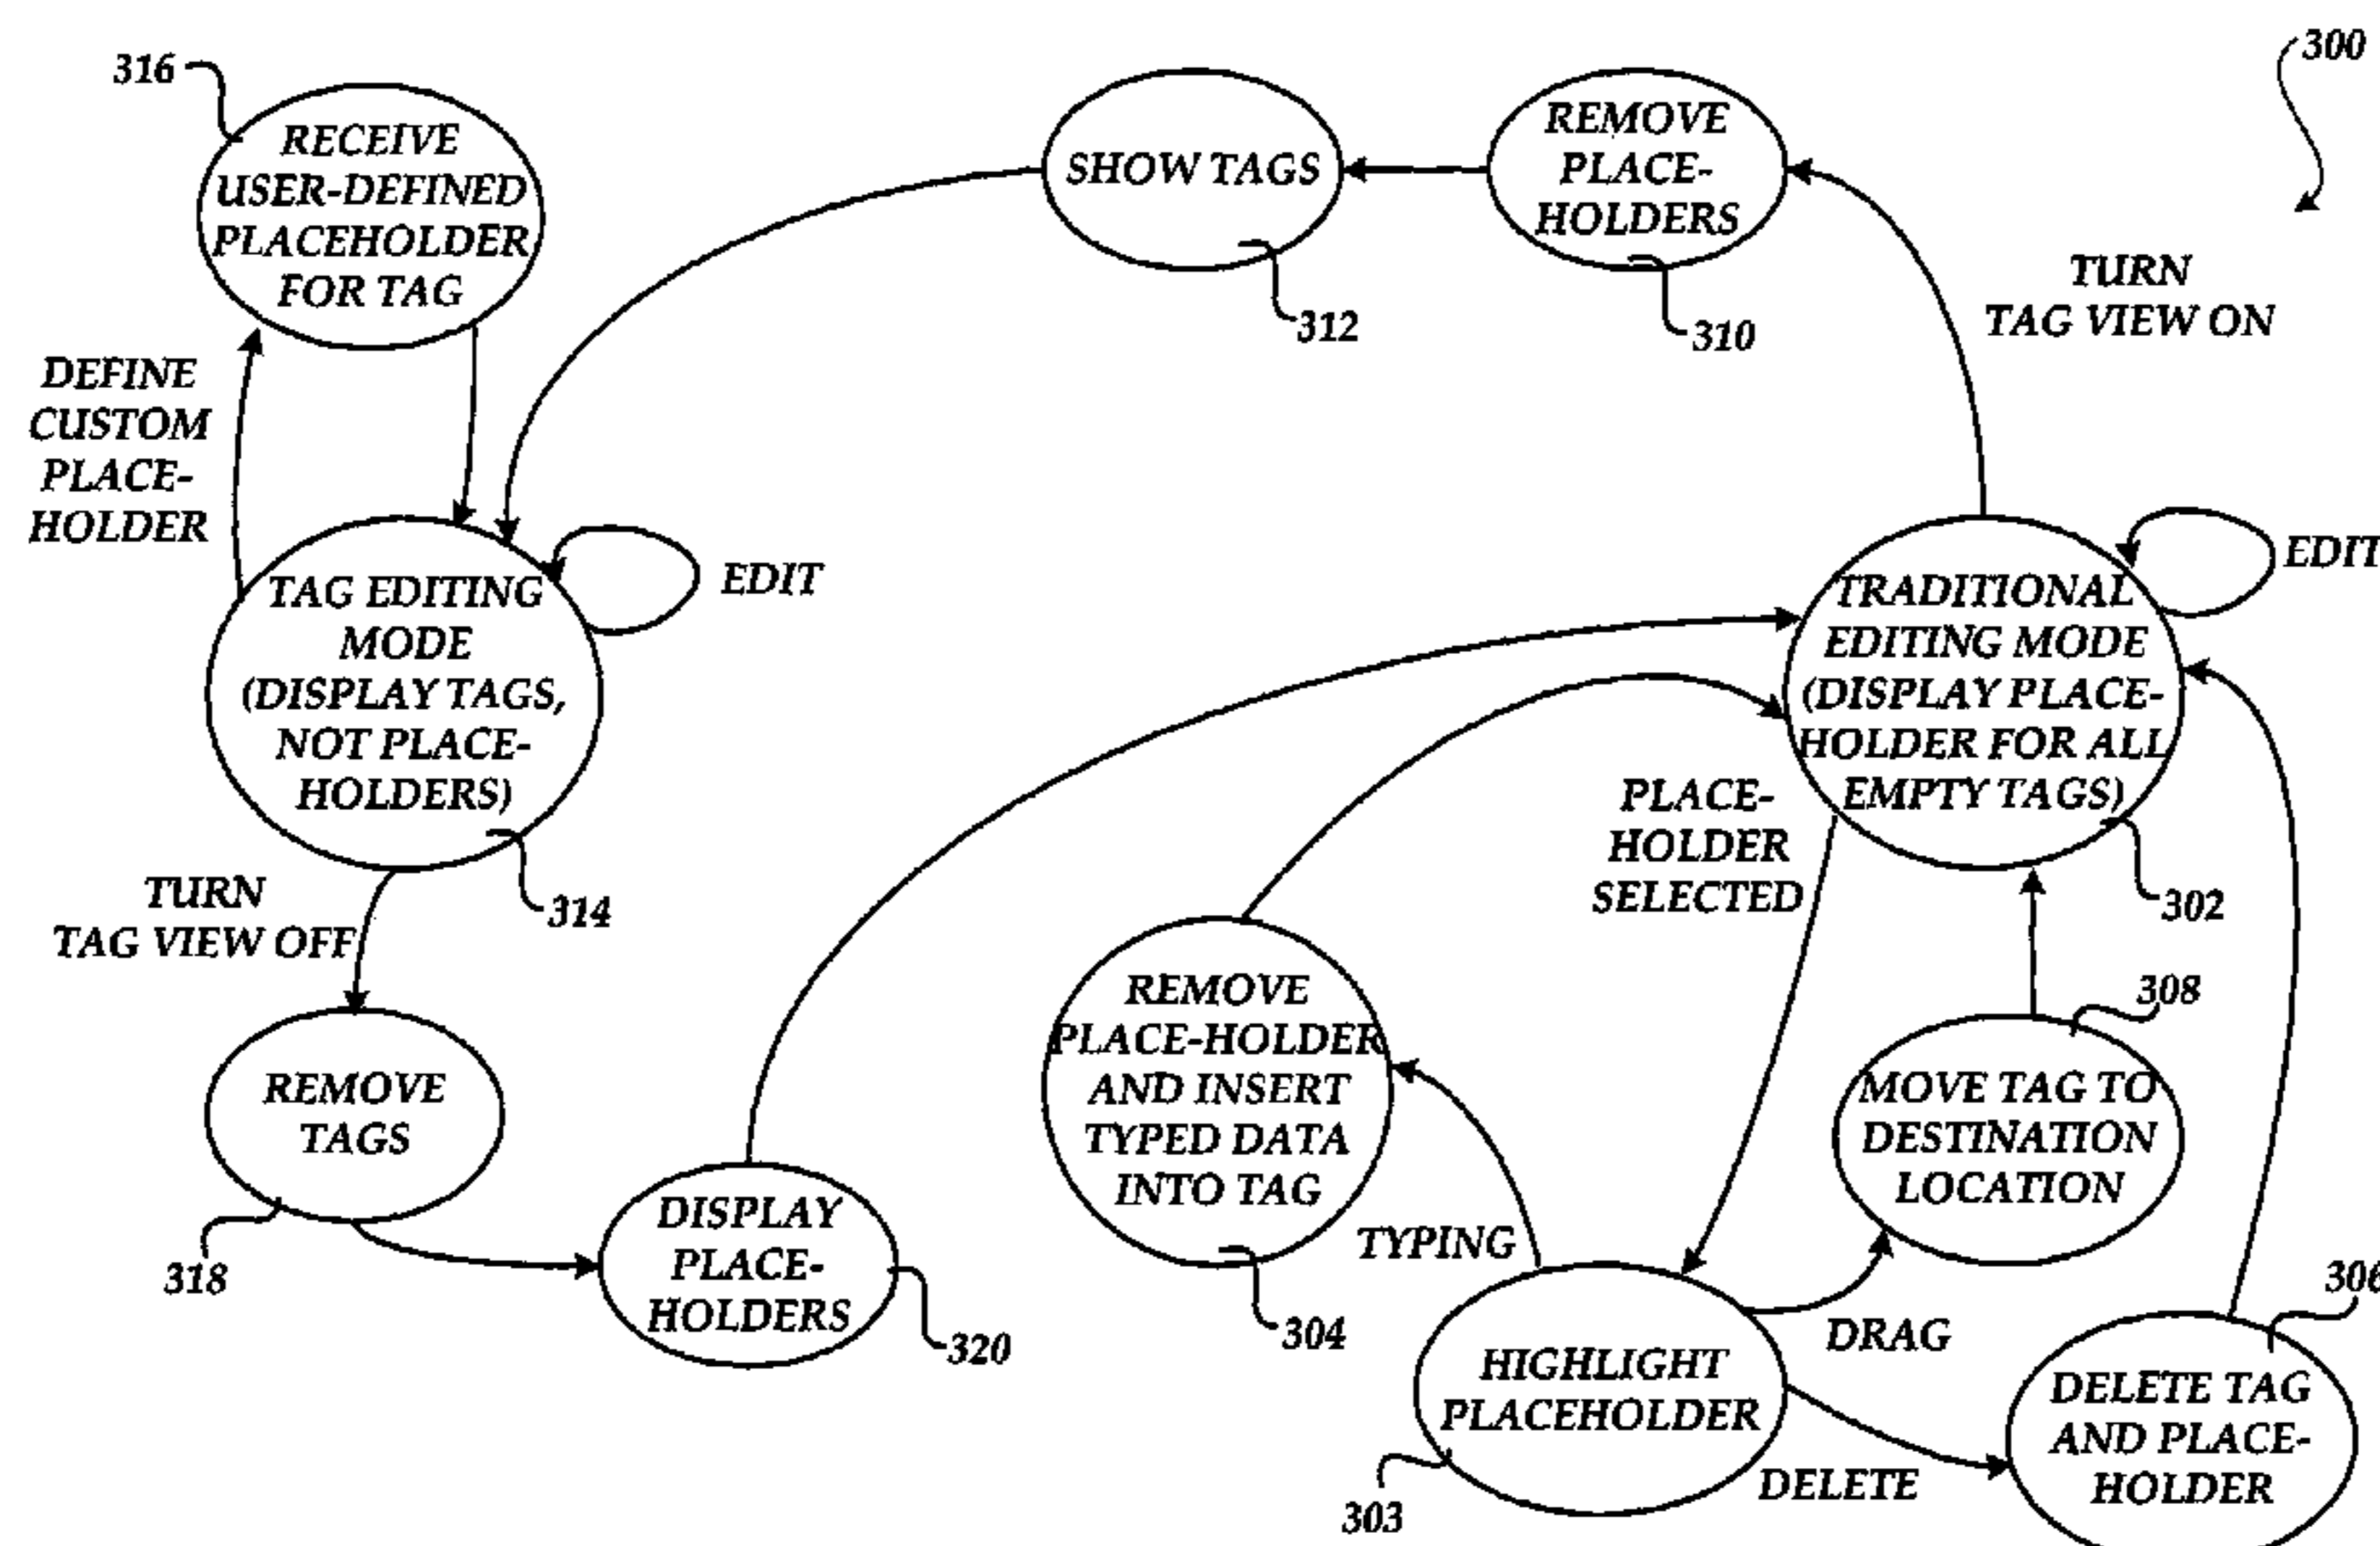 300
316
RECEIVE
USER-DEFINED
PLACEHOLDER
FOR TAG
SHOW TAGS
312
REMOVE
PLACE-
HOLDERS
310
TURN
TAG VIEW ON
DEFINE
CUSTOM
PLACE-
HOLDER
TAG EDITING
MODE
(DISPLAY TAGS,
NOT PLACE-
HOLDERS)
314
EDIT
TRADITIONAL
EDITING MODE
(DISPLAY PLACE-
HOLDER FOR ALL
EMPTY TAGS)
302
EDIT
TURN
TAG VIEW OFF
PLACE-
HOLDER
SELECTED
REMOVE
TAGS
318
DISPLAY
PLACE-
HOLDERS
320
REMOVE
PLACE-HOLDER
AND INSERT
TYPED DATA
INTO TAG
304
TYPING
308
MOVE TAG TO
DESTINATION
LOCATION
DRAG
HIGHLIGHT
PLACEHOLDER
303
DELETE
306
DELETE TAG
AND PLACE-
HOLDER